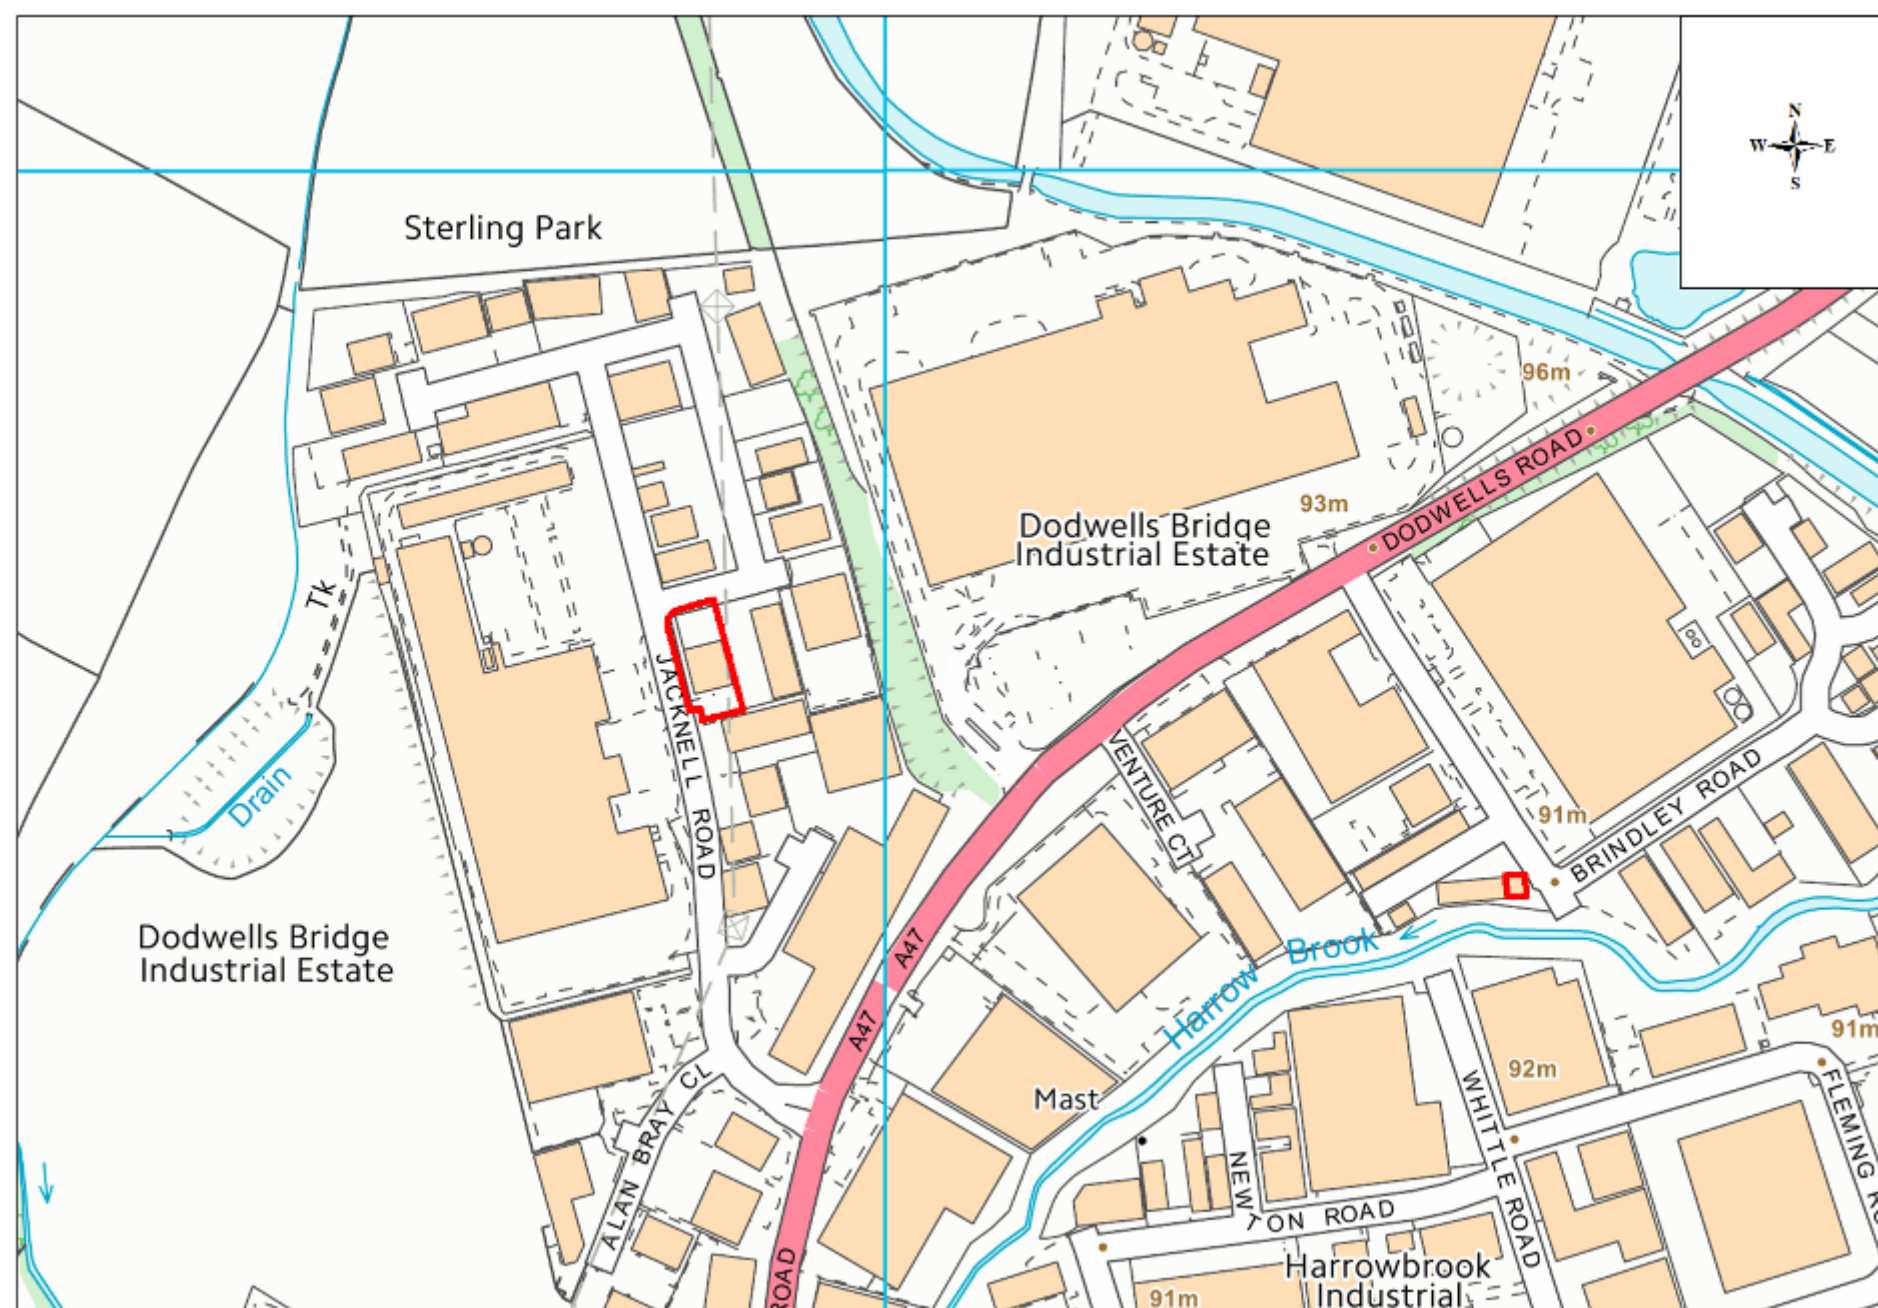 N
W E
S
Sterling Park
96m
DODWELLS ROAD
93m
Dodwells Bridge
Industrial Estate
Tk
JACKNELL ROAD
VENTURE CT
Drain
91m
BRINDLEY ROAD
Dodwells Bridge
Industrial Estate
A47
Harrow Brook
A47
91m
92m
Mast
ALAN BRAY CL
WHITTLE ROAD
FLEMING
NEWTON ROAD
ROAD
Harrowbrook
Industrial
91m